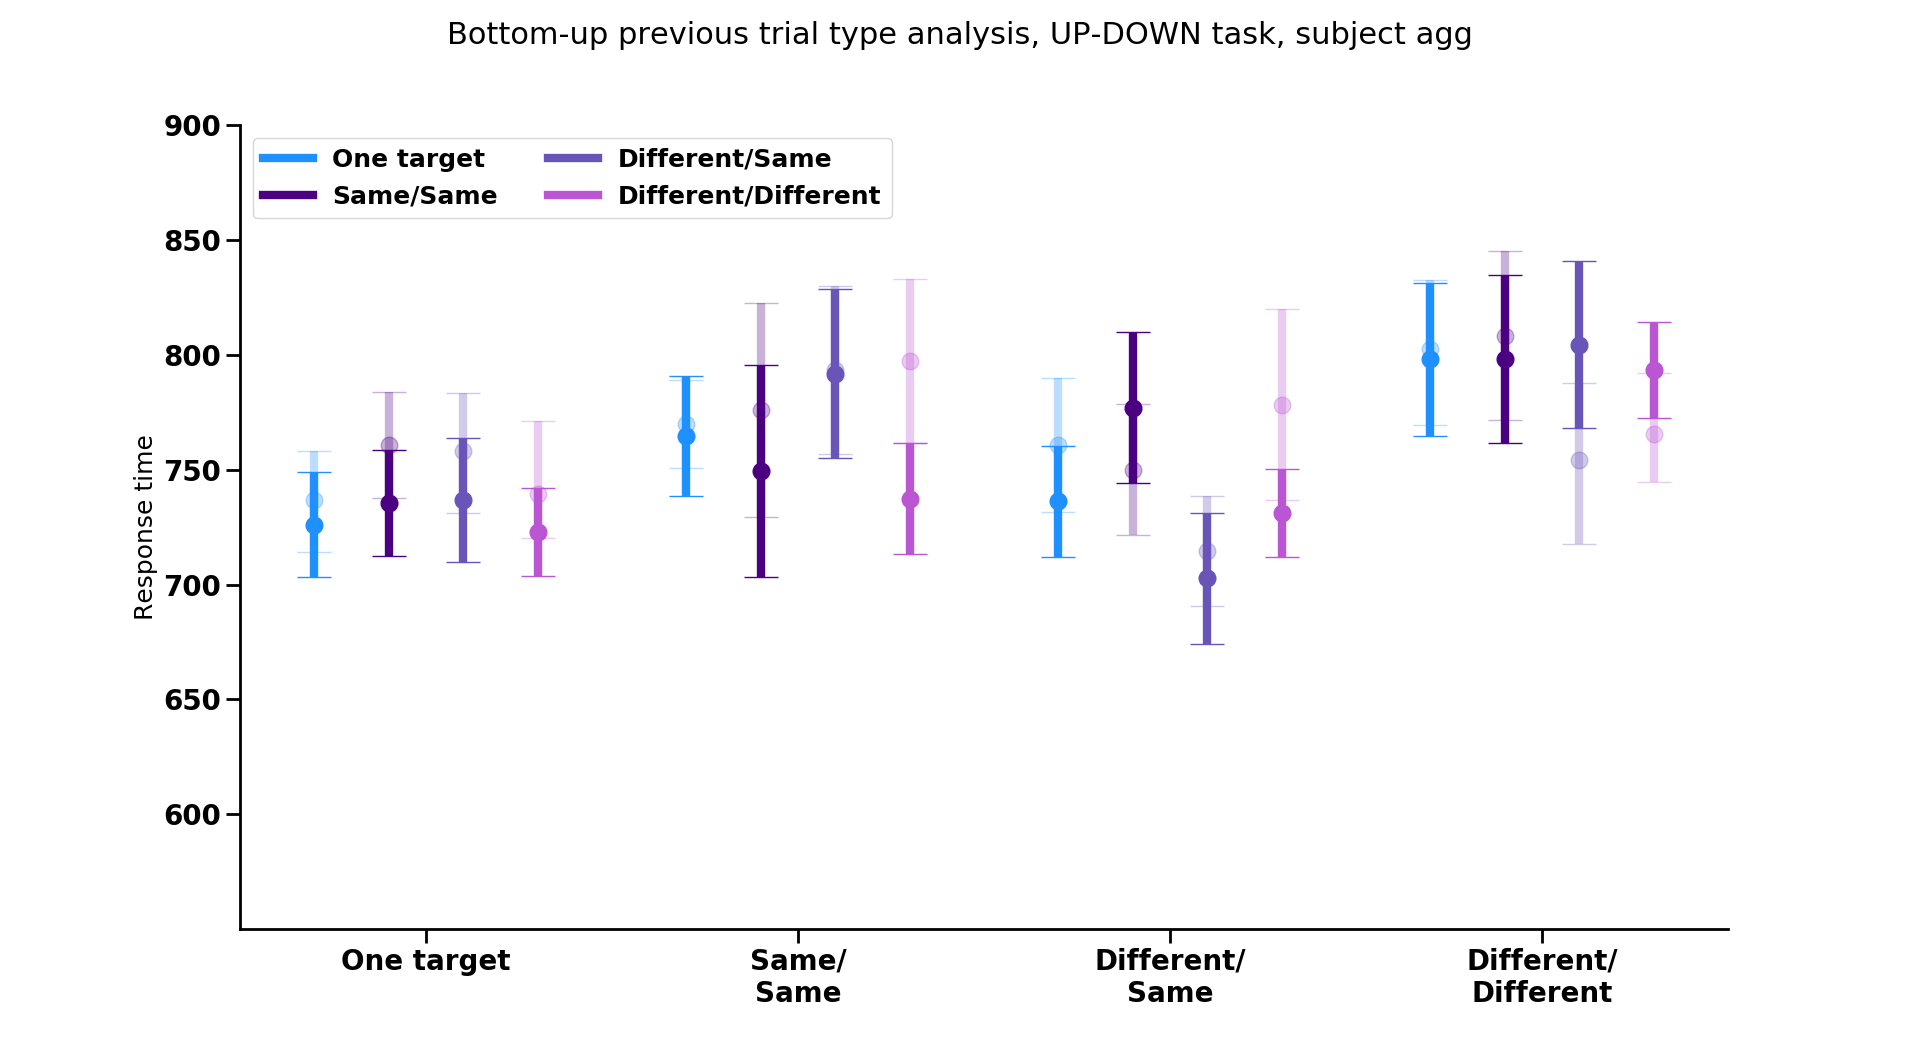 Bottom-up previous trial type analysis, UP-DOWN task, subject agg
900
850
800
750
700
650
600
Response time
One target
Same/Same
Different/Same
Different/Different
One target
Same/
Same
Different/
Same
Different/
Different